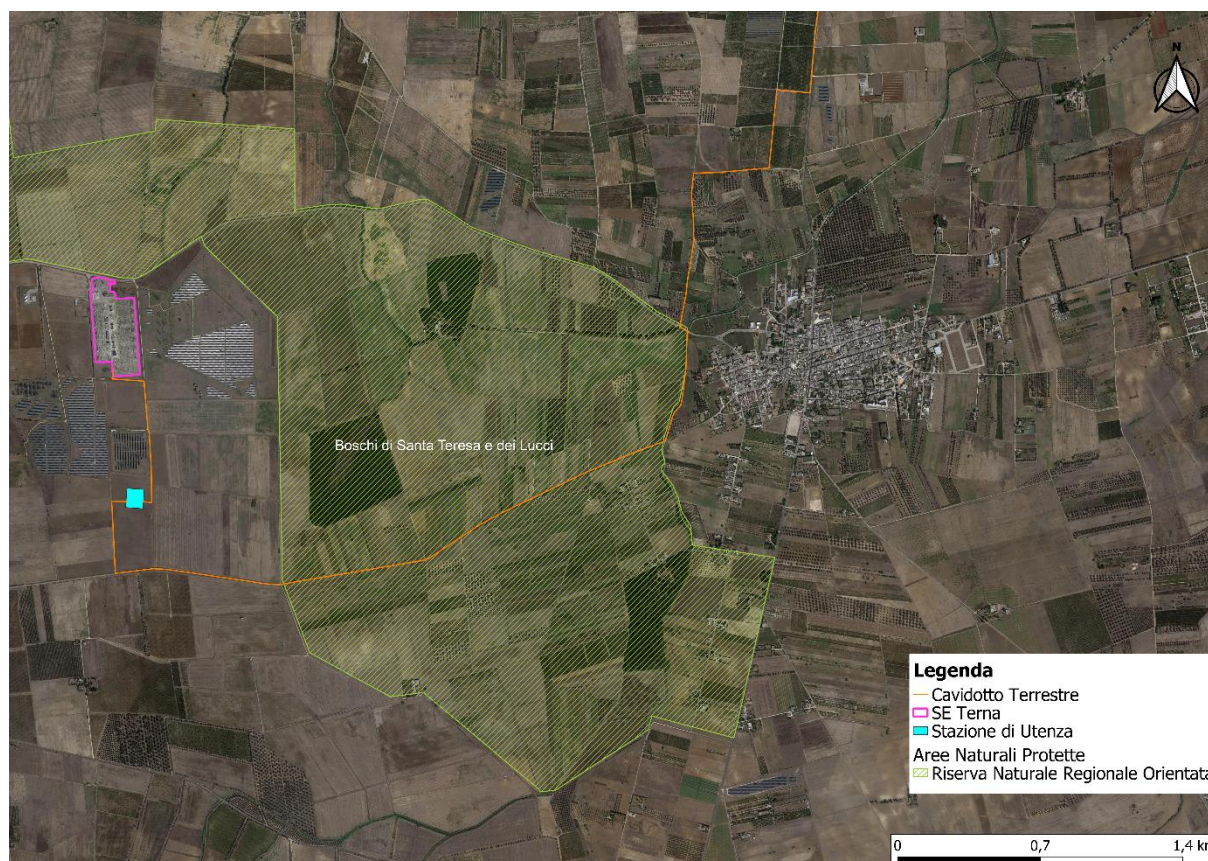 N
Boschi di Santa Teresa e dei Lucci
Legenda
Cavidotto Terrestre
SE Terna
Stazione di Utenza
Aree Naturali Protette
Riserva Naturale Regionale Orientata
0 0,7 1,4 km